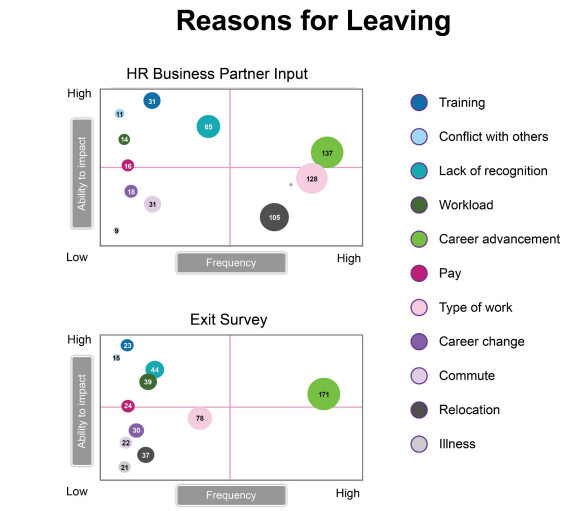 Reasons for Leaving
HR Business Partner Input
High
Ability to impact
Low
31
11
65
14
137
16
128
18
31
105
9
Frequency
High
Exit Survey
High
Ability to impact
Low
23
15
44
39
171
24
78
30
22
37
21
Frequency
High
Training
Conflict with others
Lack of recognition
Workload
Career advancement
Pay
Type of work
Career change
Commute
Relocation
Illness